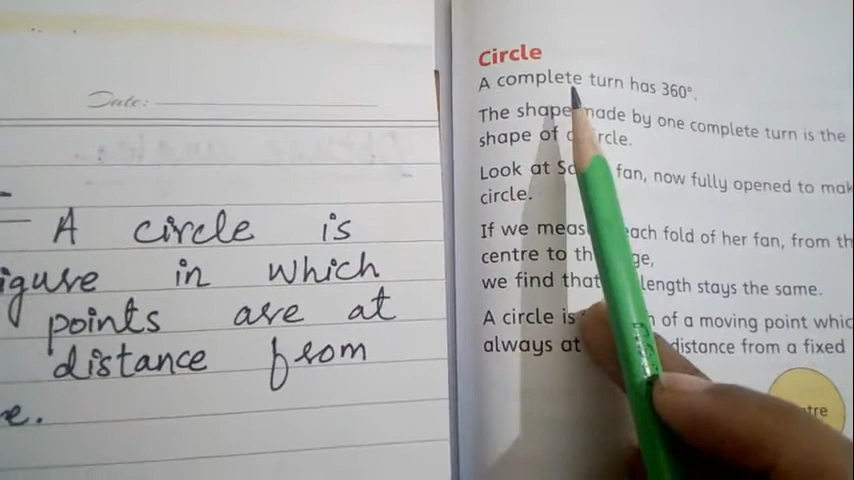 Date:
A circle is
igure in which
points are at
distance from
e.
Circle
A complete turn has 360°.
The shape made by one complete turn is the
shape of a circle.
Look at fan, now fully opened to mak
circle.
If we meas each fold of her fan, from th
centre to th ge,
we find that length stays the same.
A circle is of a moving point whic
always at distance from a fixed
tre